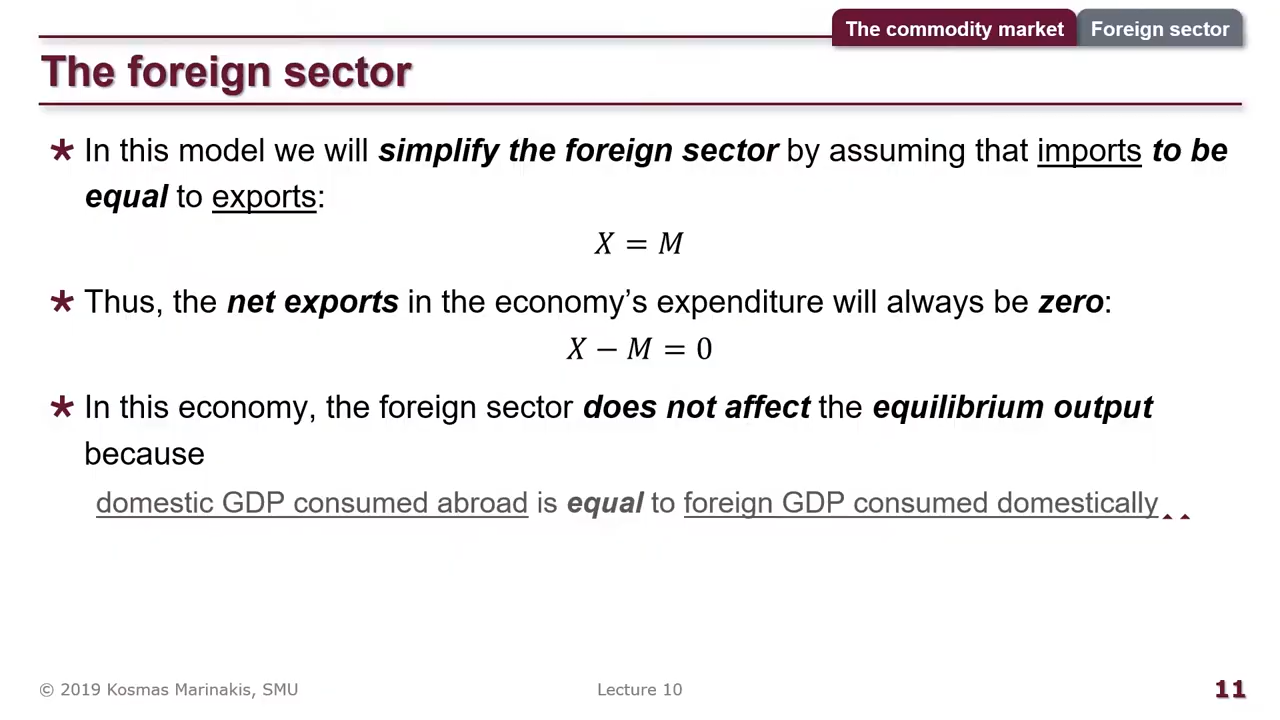 The commodity market Foreign sector
The foreign sector
* In this model we will simplify the foreign sector by assuming that imports to be
equal to exports:
X = M
* Thus, the net exports in the economy’s expenditure will always be zero:
X − M = 0
* In this economy, the foreign sector does not affect the equilibrium output
because
domestic GDP consumed abroad is equal to foreign GDP consumed domestically
© 2019 Kosmas Marinakis, SMU Lecture 10 11